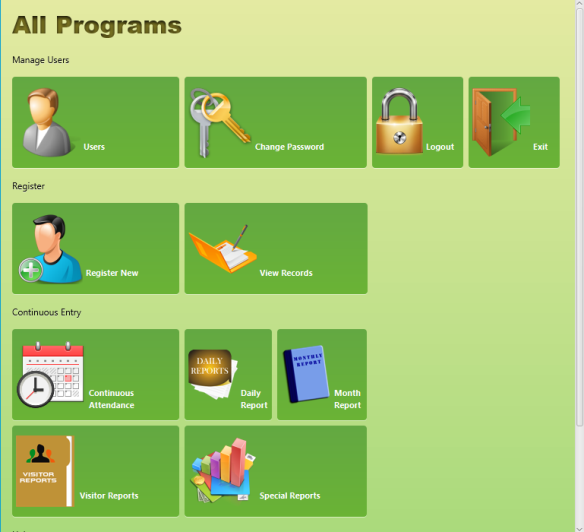 All Programs
Manage Users
Users
Change Password
Logout
Exit
Register
Register New
View Records
Continuous Entry
Continuous
Attendance
DAILY
REPORTS
Daily
Report
MONTHLY
REPORT
Month
Report
VISITOR
REPORTS
Visitor Reports
Special Reports